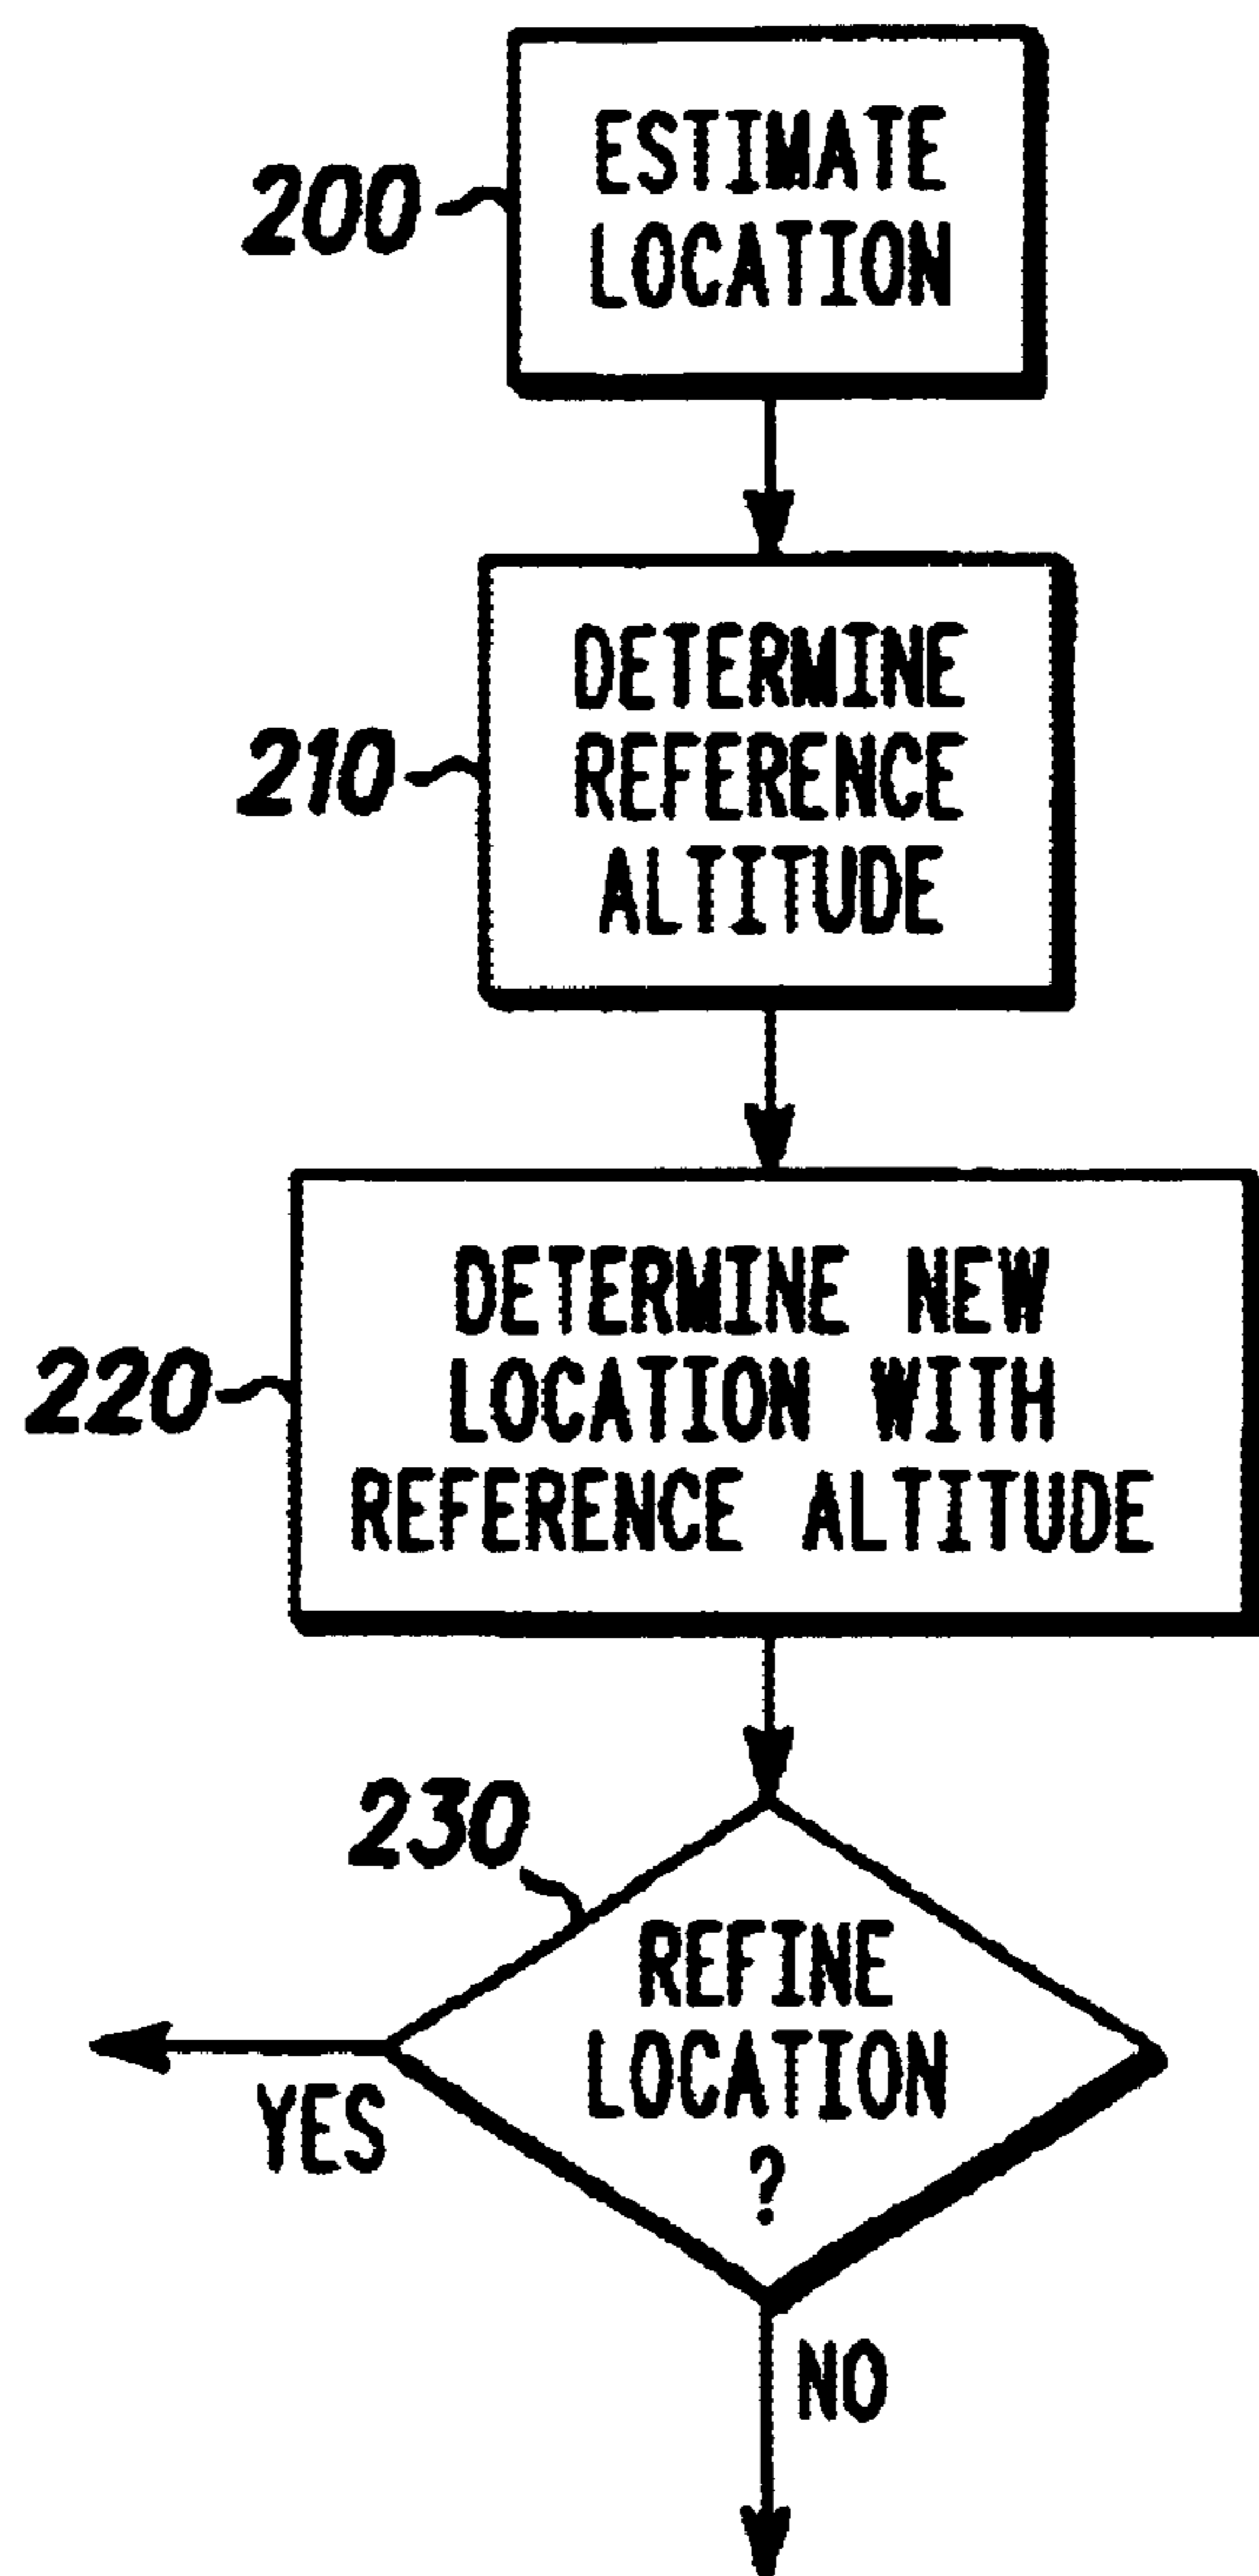 200
ESTIMATE
LOCATION
210
DETERMINE
REFERENCE
ALTITUDE
220
DETERMINE NEW
LOCATION WITH
REFERENCE ALTITUDE
230
REFINE
LOCATION
?
YES
NO